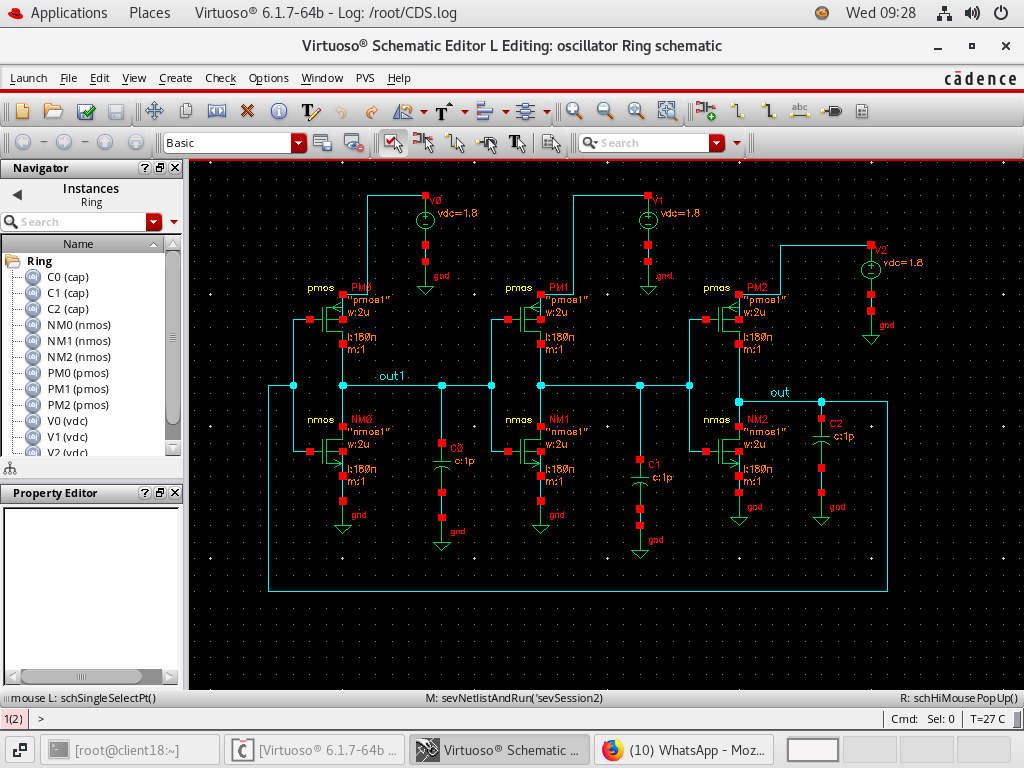 Applications Places Virtuoso® 6.1.7-64b - Log: /root/CDS.log Wed 09:28
Virtuoso® Schematic Editor L Editing: oscillator Ring schematic
Launch File Edit View Create Check Options Window PVS Help cādence
abc
Basic
Search
Navigator
Instances
Ring
Search
Name
Ring
C0 (cap)
C1 (cap)
C2 (cap)
NM0 (nmos)
NM1 (nmos)
NM2 (nmos)
PM0 (pmos)
PM1 (pmos)
PM2 (pmos)
V0 (vdc)
V1 (vdc)
V2 (vdc)
Property Editor
V0 V1
vdc=1.8 vdc=1.8
V2
vdc=1.8
gnd gnd
pmos PM0 pmos PM1 pmos PM2
"pmos1" "pmos1" "pmos1"
w:2u w:2u w:2u
gnd
l:180n l:180n l:180n
m:1 m:1 m:1
out1
out
nmos NM0 nmos NM1 nmos NM2 C2
"nmos1" "nmos1" "nmos1"
w:2u w:2u w:2u c:1p
C0
c:1p
C1
l:180n l:180n l:180n
c:1p
m:1 m:1 m:1
gnd gnd gnd gnd
gnd
gnd
mouse L: schSingleSelectPt() M: sevNetlistAndRun('sevSession2) R: schHiMousePopUp()
1(2) > Cmd: Sel: 0 T=27 C
[root@client18:~] [Virtuoso® 6.1.7-64b ... Virtuoso® Schematic ... (10) WhatsApp - Moz...